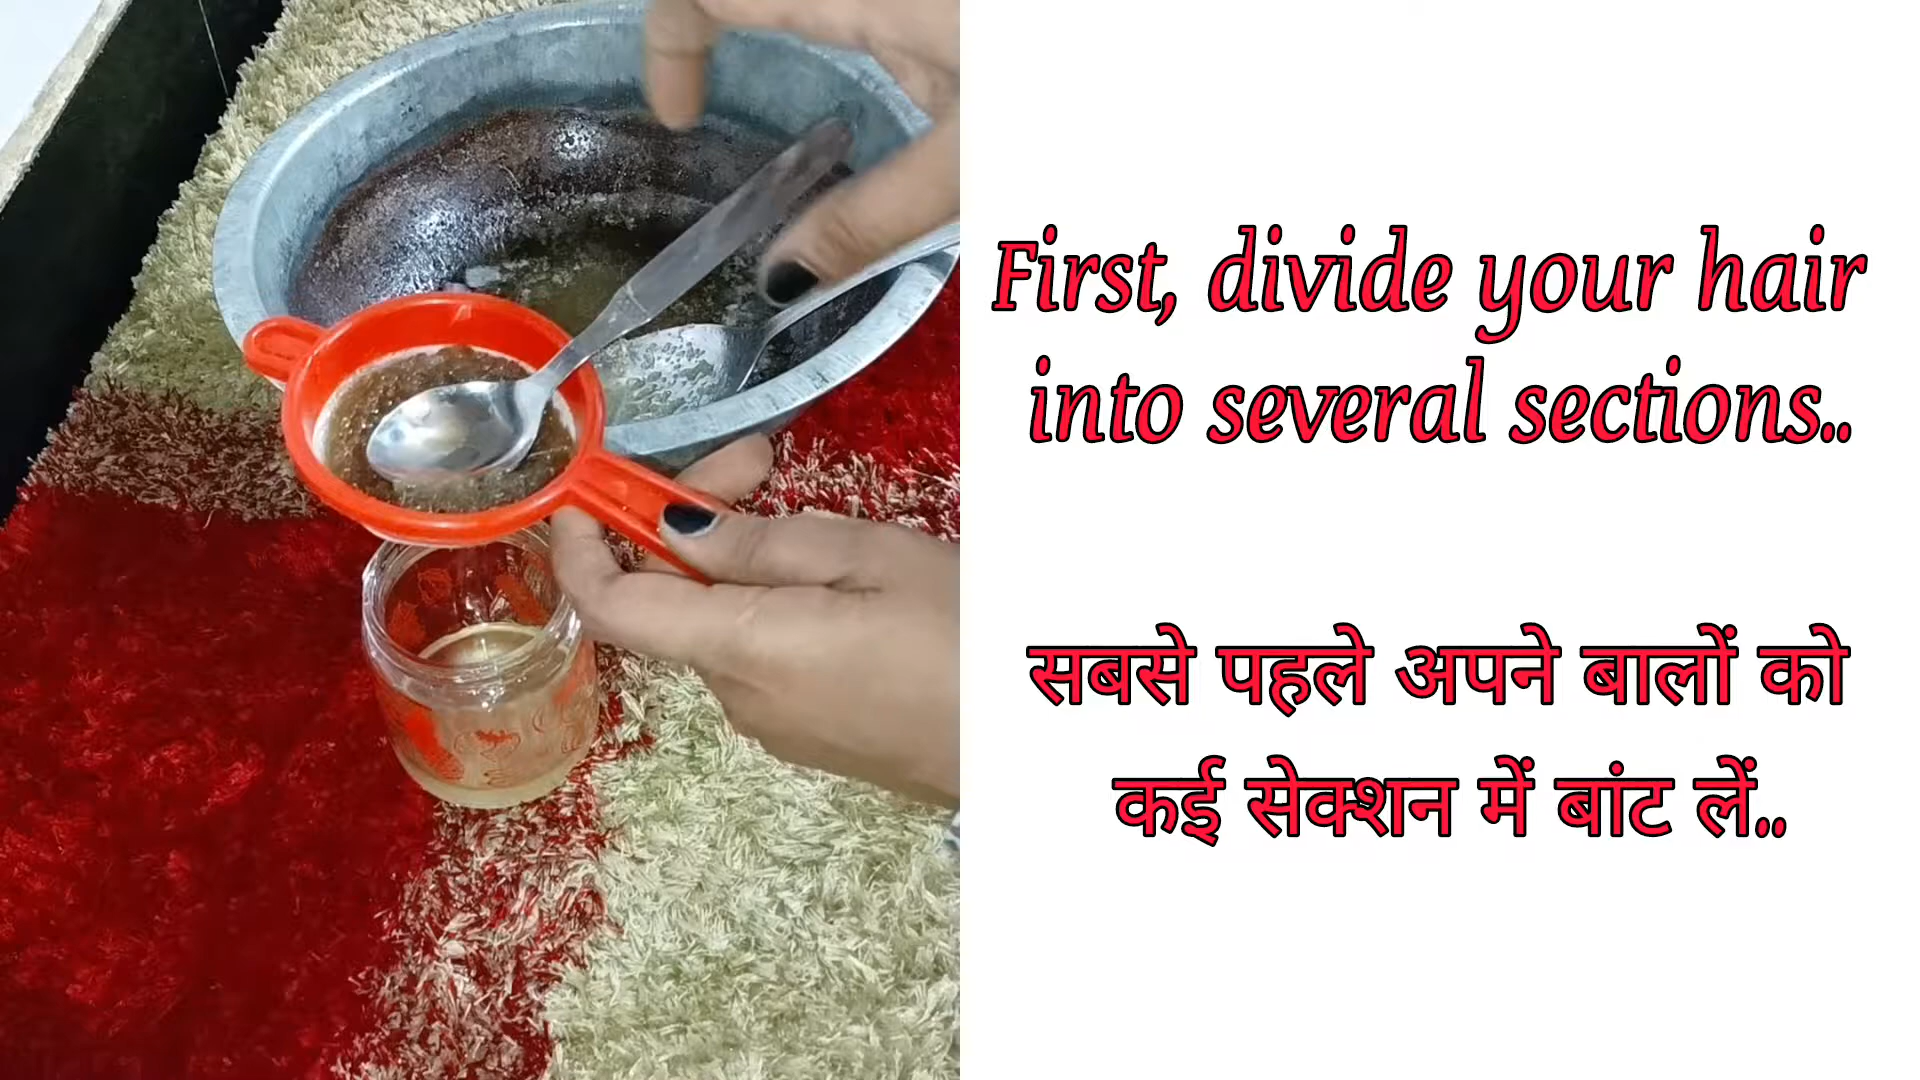 First, divide your hair
into several sections..
सबसे पहले अपने बालों को
कई सेक्शन में बांट लें..